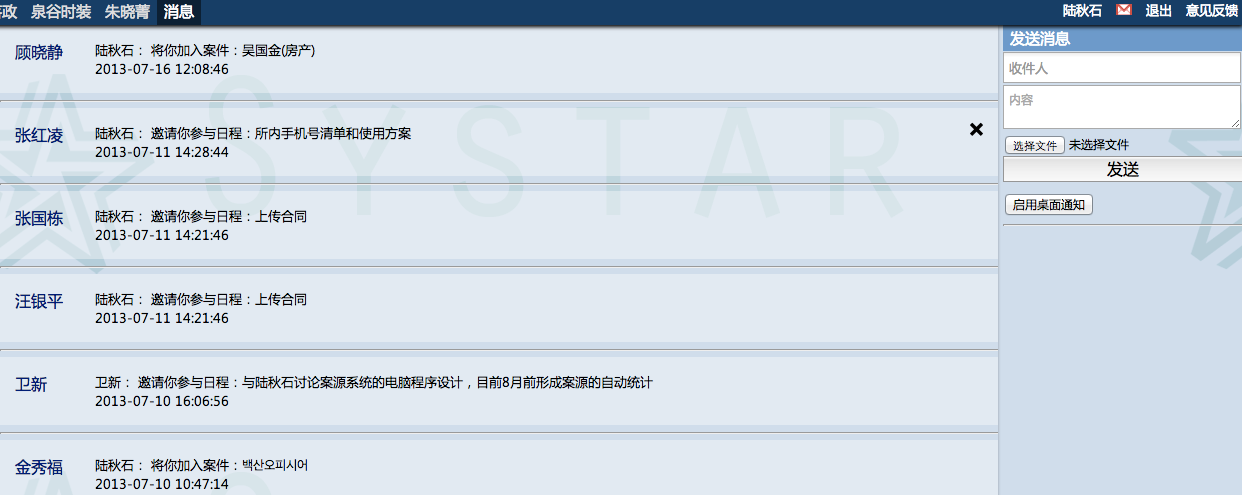 政 泉谷时装 朱晓菁 消息 陆秋石 退出 意见反馈
顾晓静
陆秋石： 将你加入案件：吴国金(房产)
2013-07-16 12:08:46
张红凌
陆秋石： 邀请你参与日程：所内手机号清单和使用方案
2013-07-11 14:28:44
张国栋
陆秋石： 邀请你参与日程：上传合同
2013-07-11 14:21:46
汪银平
陆秋石： 邀请你参与日程：上传合同
2013-07-11 14:21:46
卫新
卫新： 邀请你参与日程：与陆秋石讨论案源系统的电脑程序设计，目前8月前形成案源的自动统计
2013-07-10 16:06:56
金秀福
陆秋石： 将你加入案件：백산오피시어
2013-07-10 10:47:14
发送消息
收件人
内容
选择文件 未选择文件
发送
启用桌面通知
SYSTAR